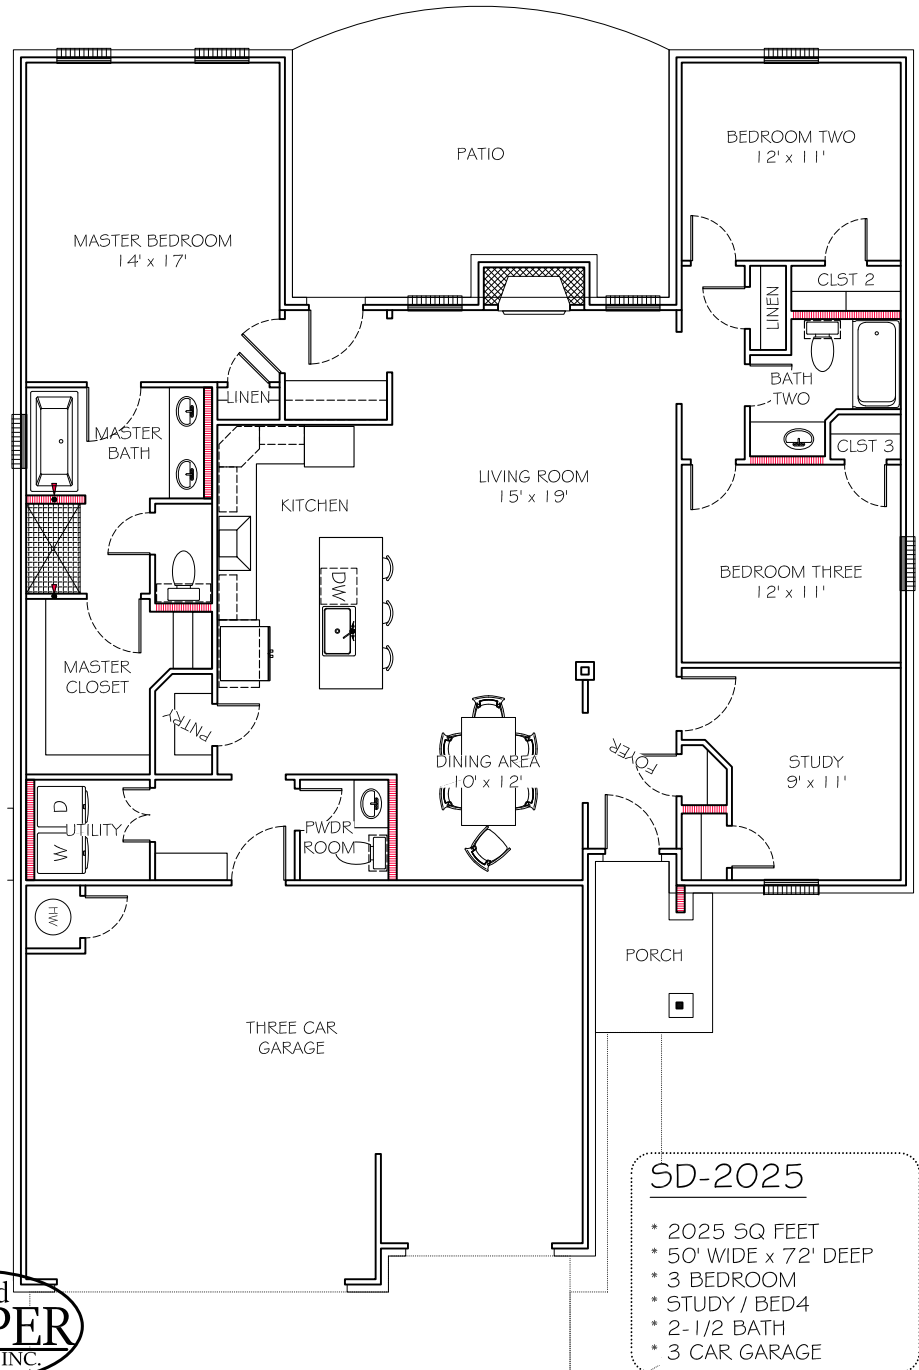 PATIO
BEDROOM TWO
12' x 11'
MASTER BEDROOM
14' x 17'
CLST 2
LINEN
BATH
TWO
LINEN
MASTER
BATH
CLST 3
LIVING ROOM
15' x 19'
KITCHEN
DW
BEDROOM THREE
12' x 11'
MASTER
CLOSET
PNTRY
DINING AREA
10' x 12'
FOYER
STUDY
9' x 11'
D
UTILITY
W
PWDR
ROOM
HW
PORCH
THREE CAR
GARAGE
SD-2025
* 2025 SQ FEET
* 50' WIDE x 72' DEEP
* 3 BEDROOM
* STUDY / BED4
* 2-1/2 BATH
* 3 CAR GARAGE
INC.